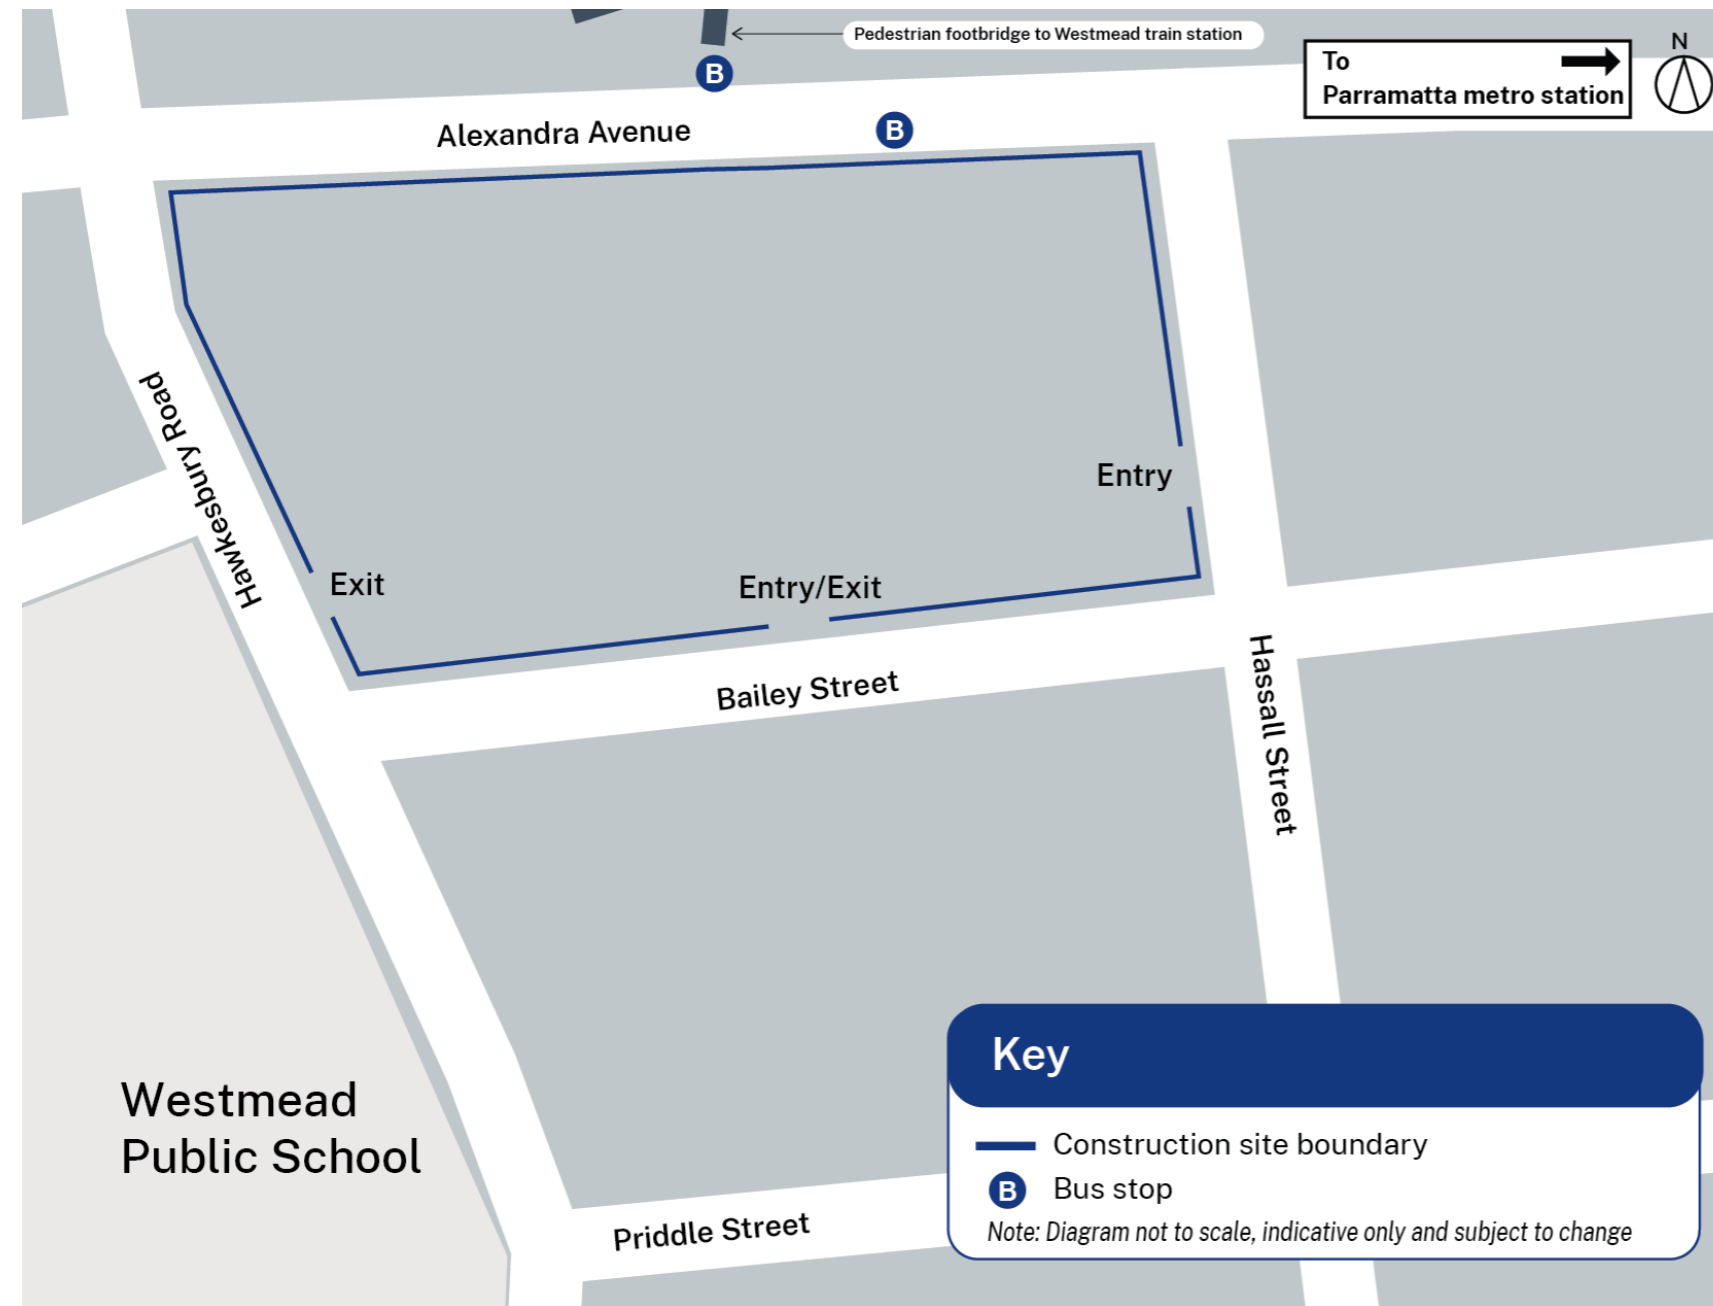 Pedestrian footbridge to Westmead train station
N
To
Parramatta metro station
B
B
Alexandra Avenue
Hawkesbury Road
Entry
Exit
Entry/Exit
Bailey Street
Hassall Street
Westmead
Public School
Priddle Street
Key
Construction site boundary
B Bus stop
Note: Diagram not to scale, indicative only and subject to change